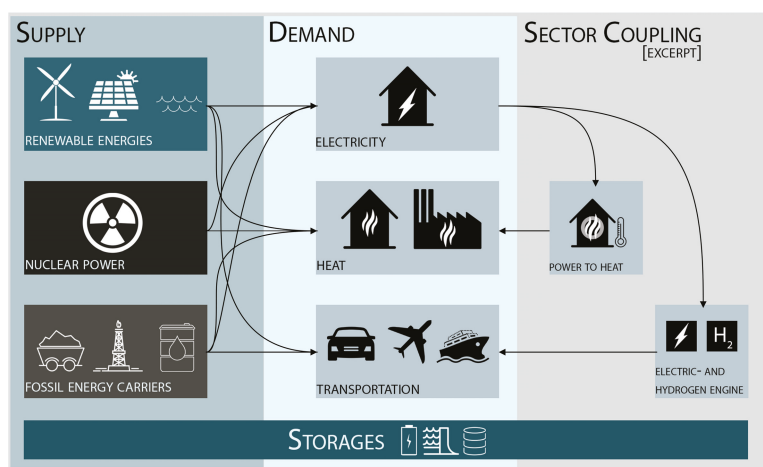 SUPPLY
DEMAND
SECTOR COUPLING
[EXCERPT]
RENEWABLE ENERGIES
ELECTRICITY
NUCLEAR POWER
HEAT
POWER TO HEAT
FOSSIL ENERGY CARRIERS
TRANSPORTATION
H2
ELECTRIC- AND
HYDROGEN ENGINE
STORAGES